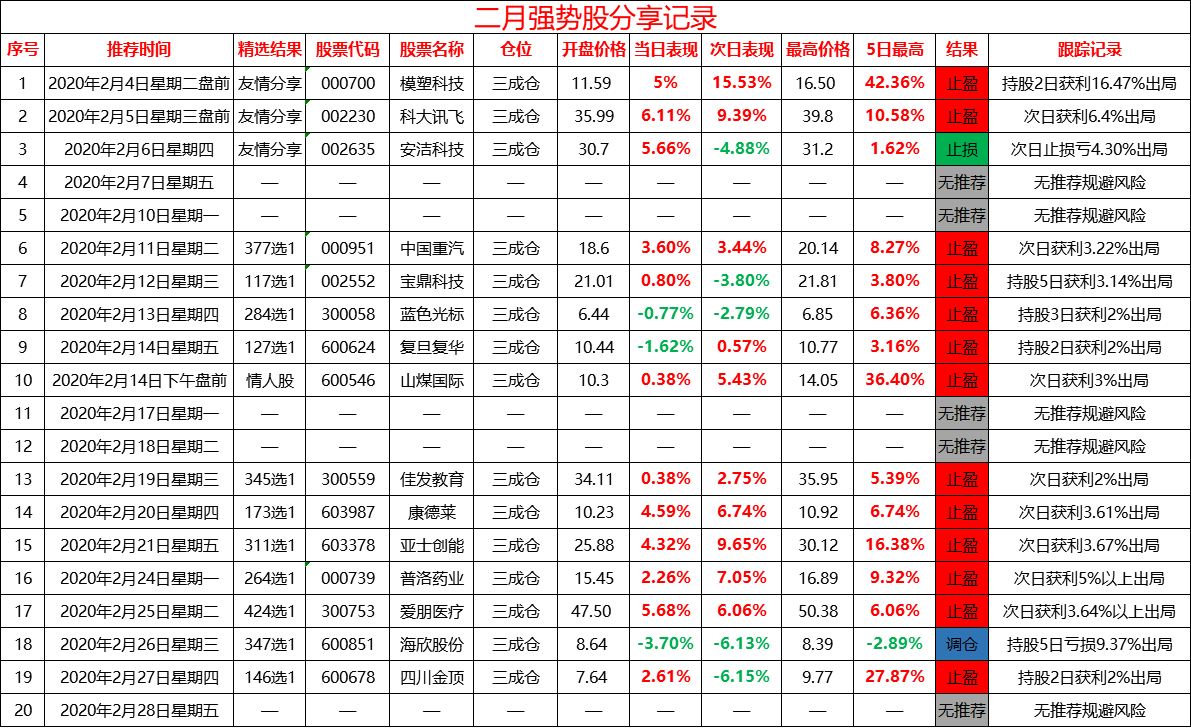 二月强势股分享记录
序号 推荐时间 精选结果 股票代码 股票名称 仓位 开盘价格 当日表现 次日表现 最高价格 5日最高 结果 跟踪记录
1 2020年2月4日星期二盘前 友情分享 000700 模塑科技 三成仓 11.59 5% 15.53% 16.50 42.36% 止盈 持股2日获利16.47%出局
2 2020年2月5日星期三盘前 友情分享 002230 科大讯飞 三成仓 35.99 6.11% 9.39% 39.8 10.58% 止盈 次日获利6.4%出局
3 2020年2月6日星期四 友情分享 002635 安洁科技 三成仓 30.7 5.66% -4.88% 31.2 1.62% 止损 次日止损亏4.30%出局
4 2020年2月7日星期五 — — — — — — — — — 无推荐 无推荐规避风险
5 2020年2月10日星期一 — — — — — — — — — 无推荐 无推荐规避风险
6 2020年2月11日星期二 377选1 000951 中国重汽 三成仓 18.6 3.60% 3.44% 20.14 8.27% 止盈 次日获利3.22%出局
7 2020年2月12日星期三 117选1 002552 宝鼎科技 三成仓 21.01 0.80% -3.80% 21.81 3.80% 止盈 持股5日获利3.14%出局
8 2020年2月13日星期四 284选1 300058 蓝色光标 三成仓 6.44 -0.77% -2.79% 6.85 6.36% 止盈 持股3日获利2%出局
9 2020年2月14日星期五 127选1 600624 复旦复华 三成仓 10.44 -1.62% 0.57% 10.77 3.16% 止盈 持股2日获利2%出局
10 2020年2月14日下午盘前 情人股 600546 山煤国际 三成仓 10.3 0.38% 5.43% 14.05 36.40% 止盈 次日获利3%出局
11 2020年2月17日星期一 — — — — — — — — — 无推荐 无推荐规避风险
12 2020年2月18日星期二 — — — — — — — — — 无推荐 无推荐规避风险
13 2020年2月19日星期三 345选1 300559 佳发教育 三成仓 34.11 0.38% 2.75% 35.95 5.39% 止盈 次日获利2%出局
14 2020年2月20日星期四 173选1 603987 康德莱 三成仓 10.23 4.59% 6.74% 10.92 6.74% 止盈 次日获利3.61%出局
15 2020年2月21日星期五 311选1 603378 亚士创能 三成仓 25.88 4.32% 9.65% 30.12 16.38% 止盈 次日获利3.67%出局
16 2020年2月24日星期一 264选1 000739 普洛药业 三成仓 15.45 2.26% 7.05% 16.89 9.32% 止盈 次日获利5%以上出局
17 2020年2月25日星期二 424选1 300753 爱朋医疗 三成仓 47.50 5.68% 6.06% 50.38 6.06% 止盈 次日获利3.64%以上出局
18 2020年2月26日星期三 347选1 600851 海欣股份 三成仓 8.64 -3.70% -6.13% 8.39 -2.89% 调仓 持股5日亏损9.37%出局
19 2020年2月27日星期四 146选1 600678 四川金顶 三成仓 7.64 2.61% -6.15% 9.77 27.87% 止盈 持股2日获利2%出局
20 2020年2月28日星期五 — — — — — — — — — 无推荐 无推荐规避风险